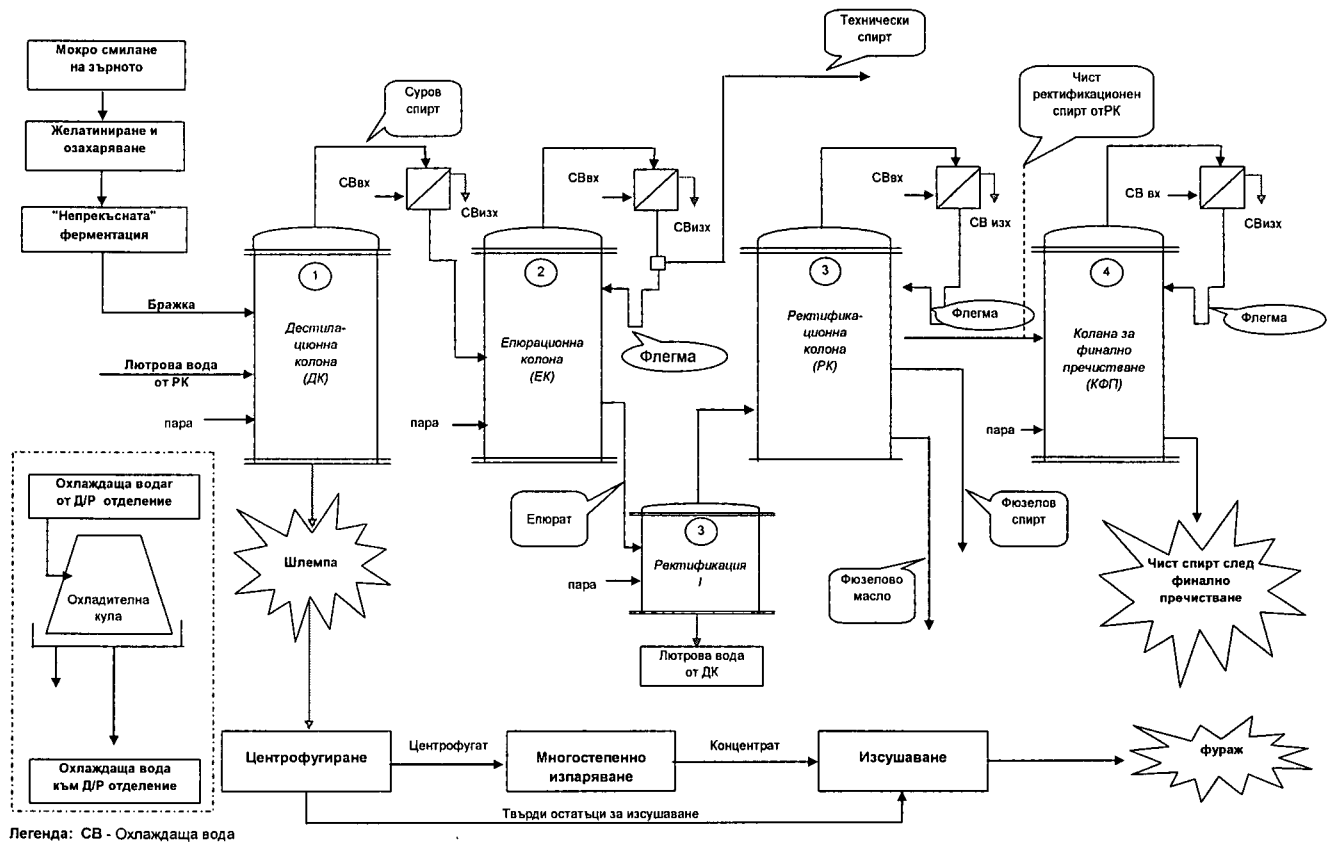 Мокро смилане
на зърното
Желатиниране и
озахаряване
"Непрекъсната"
ферментация
Бражка
Лютрова вода
от РК
пара
Суров
спирт
СВвх
СВизх
1
Дестила-
ционна
колона
(ДК)
Технически
спирт
СВвх
СВизх
2
Епюрационна
колона
(ЕК)
Флегма
пара
Чист
ректификационен
спирт отРК
СВвх
СВ изх
3
Ректифика-
ционна
колона
(РК)
Флегма
СВ вх
СВизх
4
Колана за
финално
пречистване
(КФП)
Флегма
пара
Охлаждаща водаг
от Д/Р отделение
Охладителна
кула
Охлаждаща вода
към Д/Р отделение
Шлемпа
Епюрат
3
Ректификация
I
пара
Лютрова вода
от ДК
Фюзелово
масло
Фюзелов
спирт
Чист спирт след
финално
пречистване
Центрофугиране
Центрофугат
Многостепенно
изпаряване
Концентрат
Изсушаване
фураж
Твърди остатъци за изсушаване
Легенда: СВ - Охлаждаща вода